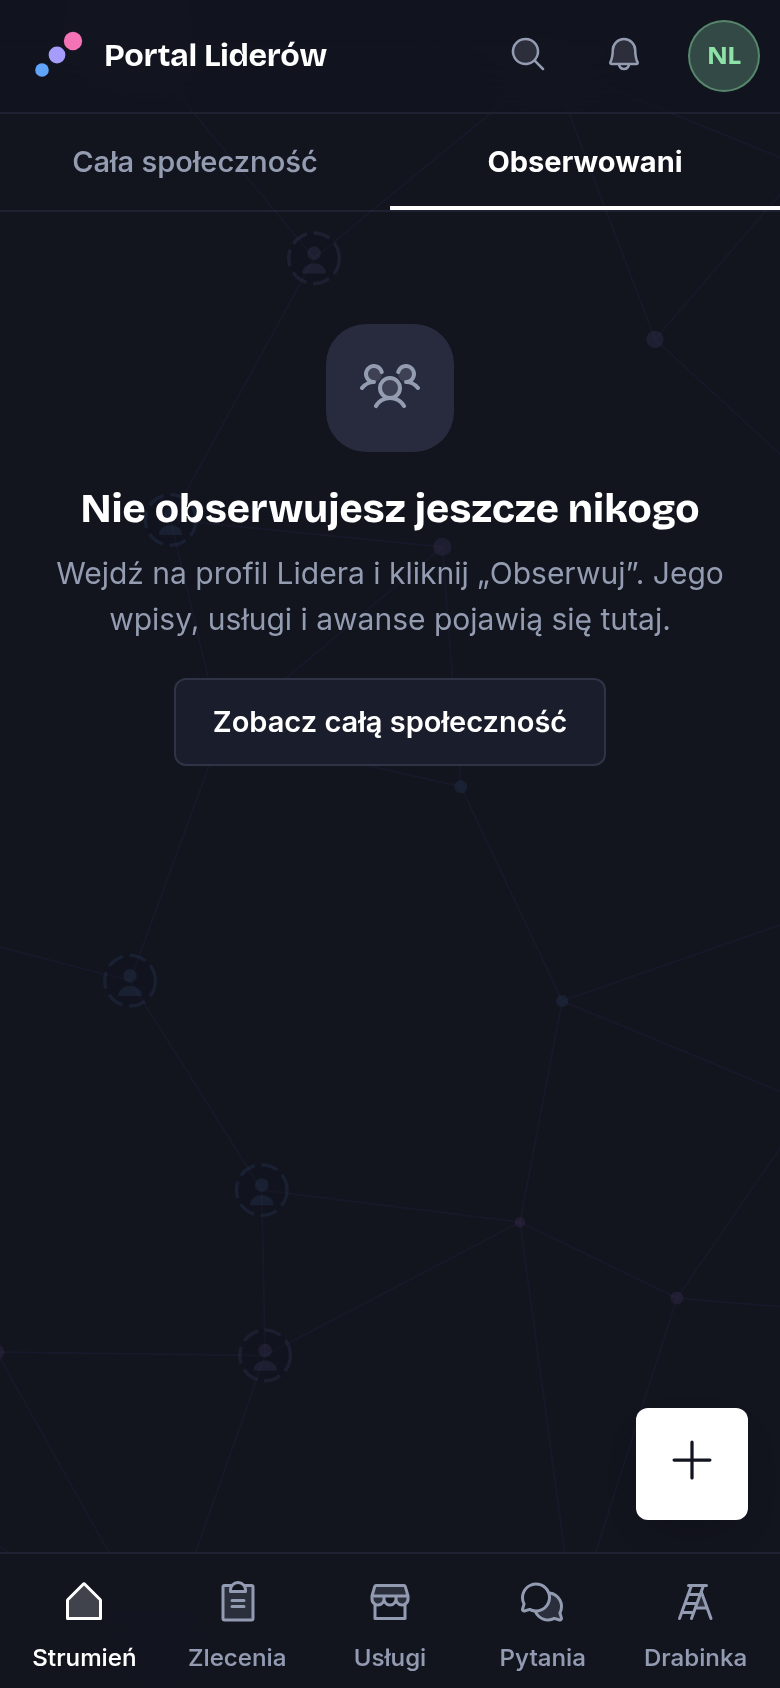 Portal Liderów
NL
Cała społeczność
Obserwowani
Nie obserwujesz jeszcze nikogo
Wejdź na profil Lidera i kliknij „Obserwuj”. Jego
wpisy, usługi i awanse pojawią się tutaj.
Zobacz całą społeczność
Strumień
Zlecenia
Usługi
Pytania
Drabinka